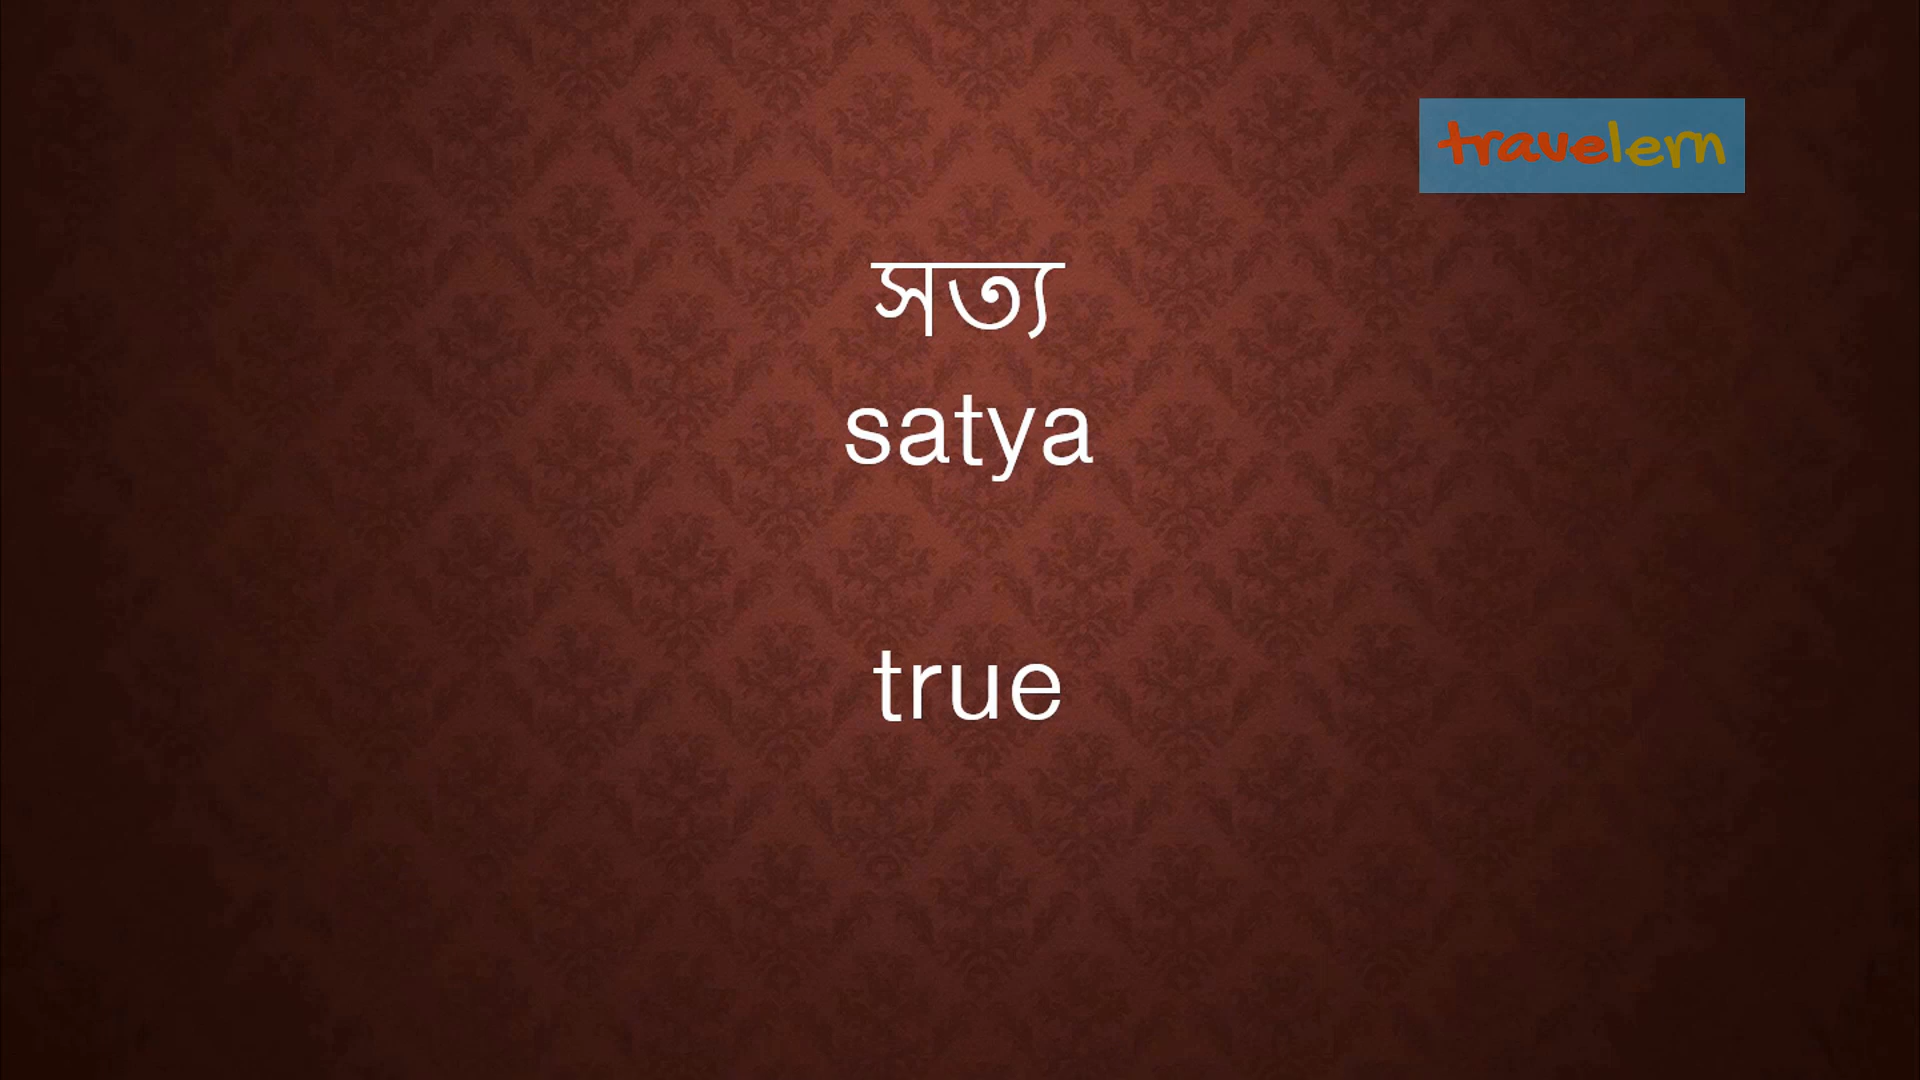 travelern
সত্য
satya
true